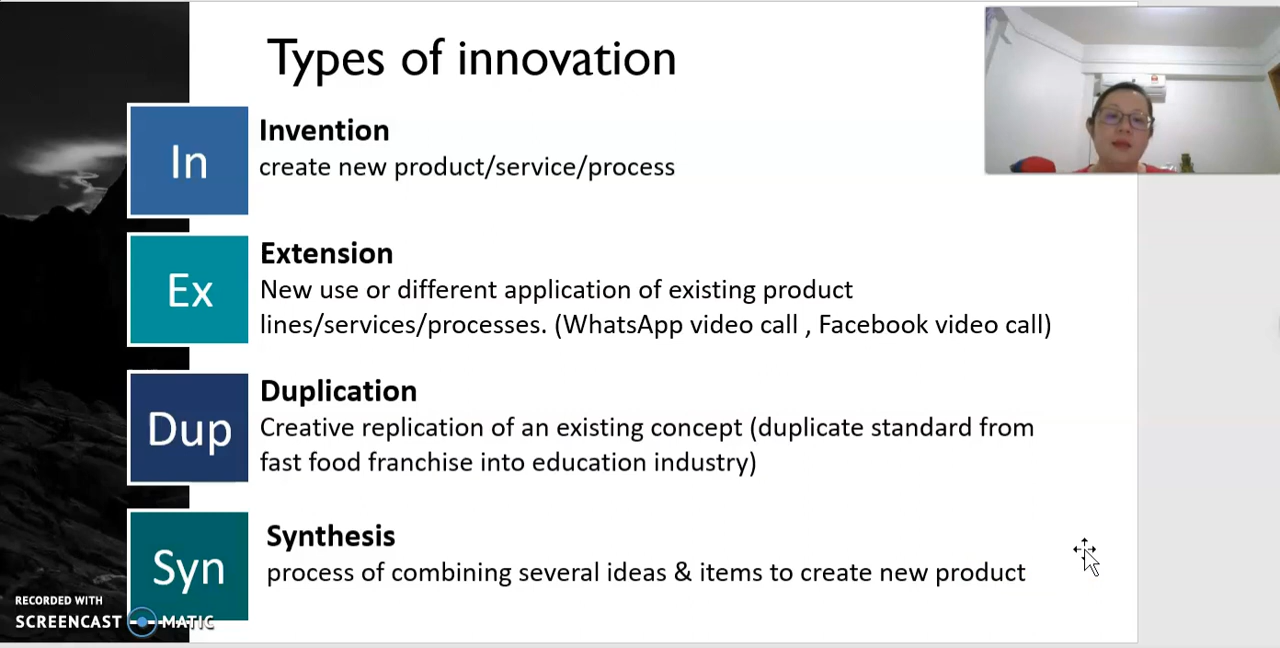 Types of innovation
In
Invention
create new product/service/process
Ex
Extension
New use or different application of existing product
lines/services/processes. (WhatsApp video call , Facebook video call)
Dup
Duplication
Creative replication of an existing concept (duplicate standard from
fast food franchise into education industry)
Syn
Synthesis
process of combining several ideas & items to create new product
RECORDED WITH
SCREENCAST MATIC